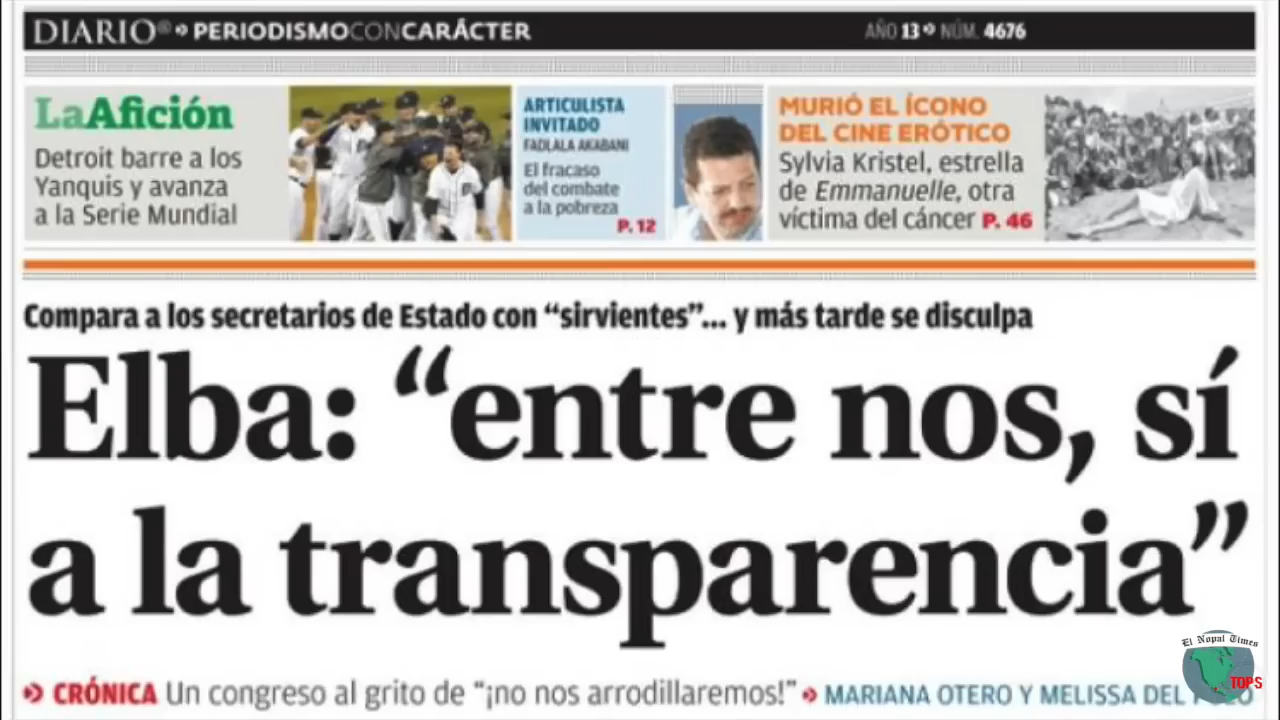 DIARIO® PERIODISMOCONCARÁCTER
AÑO 13 NÚM. 4676
LaAfición
Detroit barre a los
Yanquis y avanza
a la Serie Mundial
ARTICULISTA
INVITADO
FADLALA AKABANI
El fracaso
del combate
a la pobreza
P. 12
MURIÓ EL ÍCONO
DEL CINE ERÓTICO
Sylvia Kristel, estrella
de Emmanuelle, otra
víctima del cáncer P. 46
Compara a los secretarios de Estado con “sirvientes”... y más tarde se disculpa
Elba: “entre nos, sí
a la transparencia”
CRÓNICA Un congreso al grito de “¡no nos arrodillaremos!” MARIANA OTERO Y MELISSA DEL
El Nopal Times
TOPS